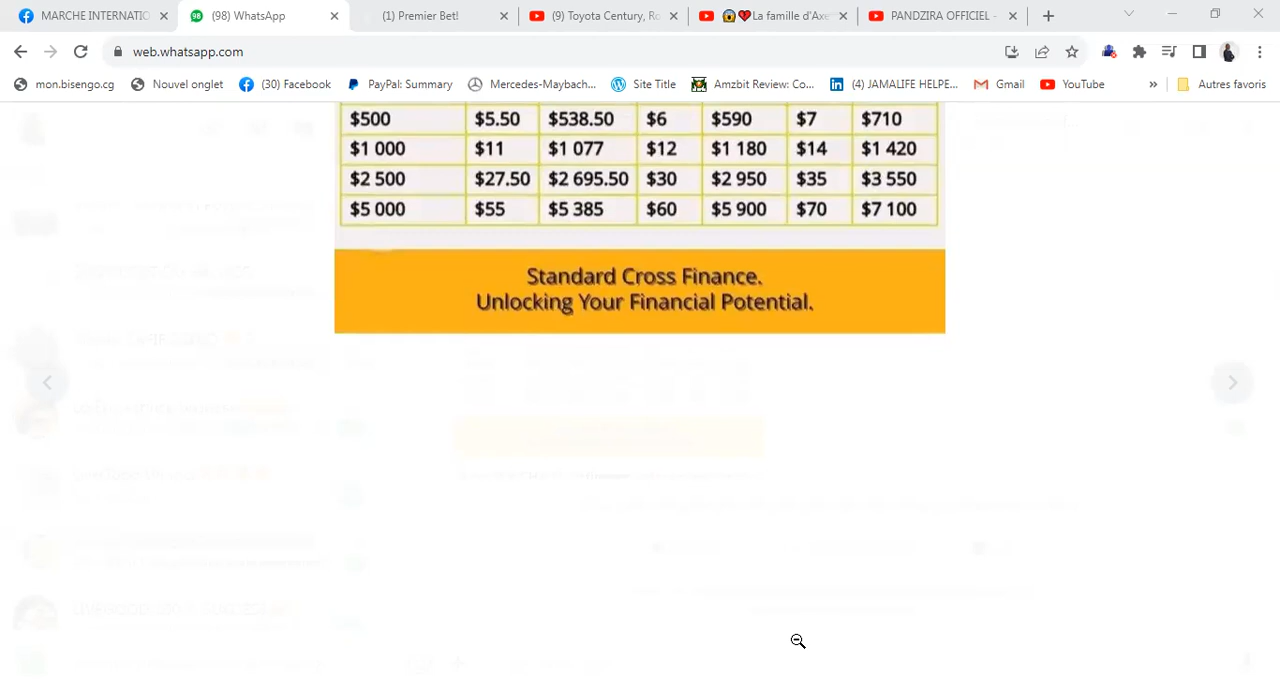 MARCHE INTERNATIO
(98) WhatsApp
(1) Premier Bet!
(9) Toyota Century, Ro
😱💔La famille d'Axe
PANDZIRA OFFICIEL -
web.whatsapp.com
mon.bisengo.cg
Nouvel onglet
(30) Facebook
PayPal: Summary
Mercedes-Maybach...
Site Title
Amzbit Review: Co...
(4) JAMALIFE HELPE...
Gmail
YouTube
»
Autres favoris
$500 $5.50 $538.50 $6 $590 $7 $710
$1 000 $11 $1 077 $12 $1 180 $14 $1 420
$2 500 $27.50 $2 695.50 $30 $2 950 $35 $3 550
$5 000 $55 $5 385 $60 $5 900 $70 $7 100
Standard Cross Finance.
Unlocking Your Financial Potential.